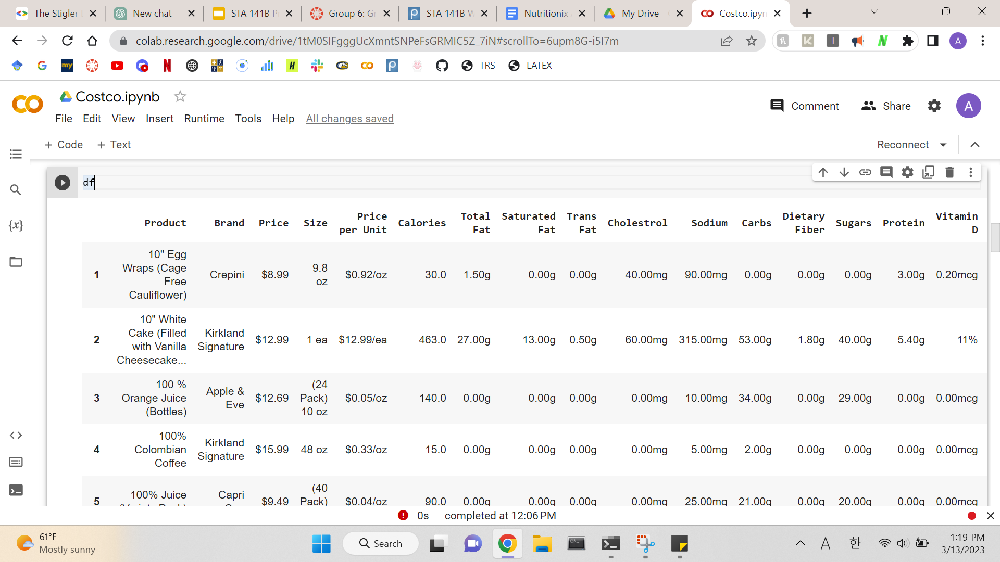 The Stigler
New chat
STA 141B P
Group 6: Gr
STA 141B W
Nutritionix
My Drive -
Costco.ipyn
colab.research.google.com/drive/1tM0SIFgggUcXmntSNPeFsGRMIC5Z_7iN#scrollTo=6upm8G-i5I7m
A
my
TRS
LATEX
Costco.ipynb
Comment
Share
A
File Edit View Insert Runtime Tools Help All changes saved
+ Code + Text
Reconnect
df
Product Brand Price Size Price per Unit Calories Total Fat Saturated Fat Trans Fat Cholestrol Sodium Carbs Dietary Fiber Sugars Protein Vitamin D
1 10" Egg Wraps (Cage Free Cauliflower) Crepini $8.99 9.8 oz $0.92/oz 30.0 1.50g 0.00g 0.00g 40.00mg 90.00mg 0.00g 0.00g 0.00g 3.00g 0.20mcg
2 10" White Cake (Filled with Vanilla Cheesecake... Kirkland Signature $12.99 1 ea $12.99/ea 463.0 27.00g 13.00g 0.50g 60.00mg 315.00mg 53.00g 1.80g 40.00g 5.40g 11%
3 100 % Orange Juice (Bottles) Apple & Eve $12.69 (24 Pack) 10 oz $0.05/oz 140.0 0.00g 0.00g 0.00g 0.00mg 10.00mg 34.00g 0.00g 29.00g 0.00g 0.00mcg
4 100% Colombian Coffee Kirkland Signature $15.99 48 oz $0.33/oz 15.0 0.00g 0.00g 0.00g 0.00mg 5.00mg 2.00g 0.00g 0.00g 0.00g 0.00mcg
5 100% Juice Capri $9.49 (40 Pack) $0.04/oz 90.0 0.00g 0.00g 0.00g 0.00mg 25.00mg 21.00g 0.00g 20.00g 0.00g 0.00mcg
0s completed at 12:06 PM
61°F
Mostly sunny
Search
A
한
1:19 PM
3/13/2023